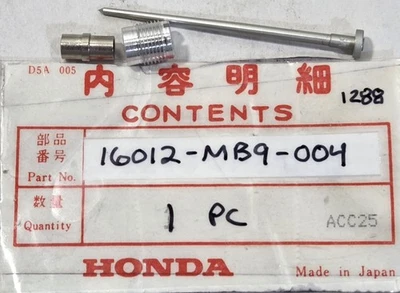 D5A 005
内容明細
1288
CONTENTS
部品番号
Part No.
16012-MB9-004
数量
Quantity
1 PC
ACC25
HONDA
Made in Japan